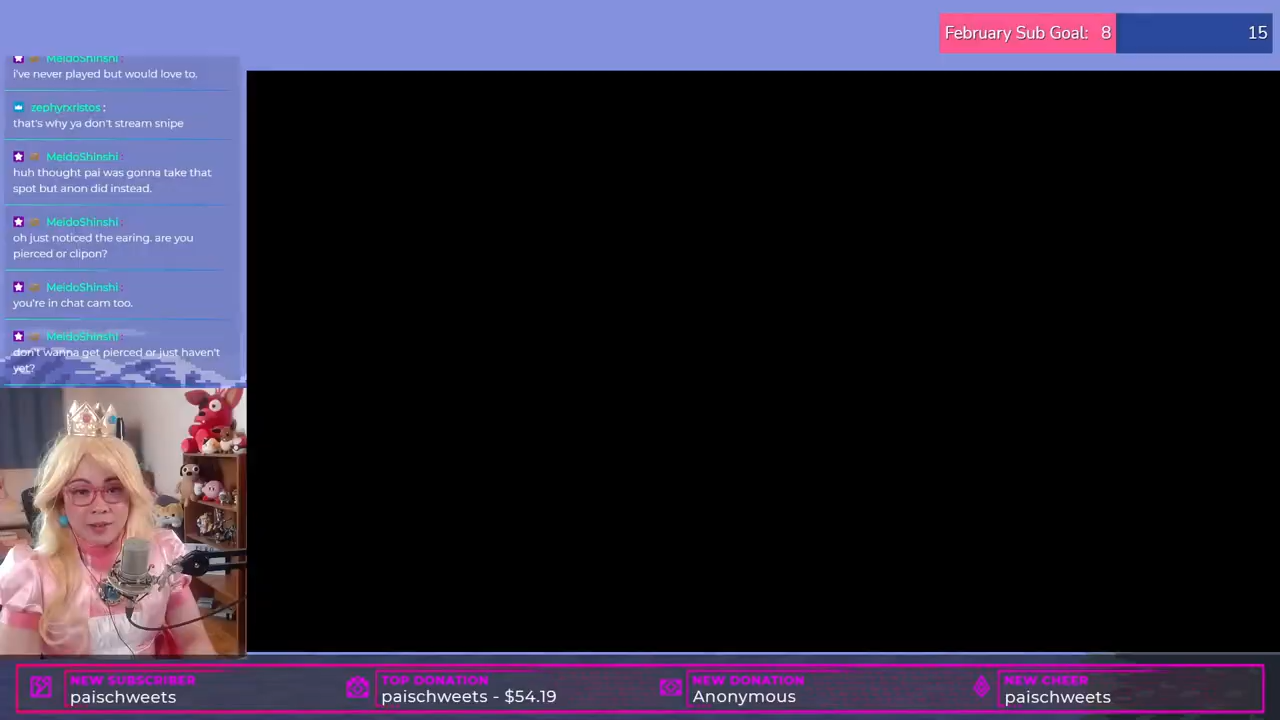 February Sub Goal: 8
15
MeidoShinshi:
i've never played but would love to.
zephyrxristos:
that's why ya don't stream snipe
MeidoShinshi:
huh thought pai was gonna take that
spot but anon did instead.
MeidoShinshi:
oh just noticed the earing. are you
pierced or clipon?
MeidoShinshi:
you're in chat cam too.
MeidoShinshi:
don't wanna get pierced or just haven't
yet?
NEW SUBSCRIBER
paischweets
TOP DONATION
paischweets - $54.19
NEW DONATION
Anonymous
NEW CHEER
paischweets